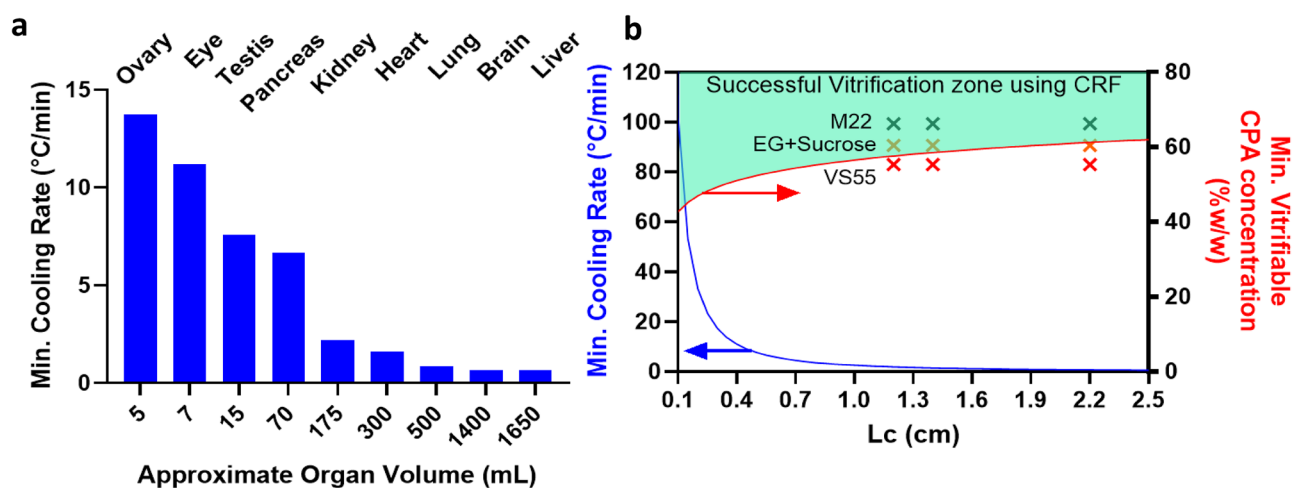 a
Ovary
Eye
Testis
Pancreas
Kidney
Heart
Lung
Brain
Liver
Min. Cooling Rate (°C/min)
15
10
5
0
5
7
15
70
175
300
500
1400
1650
Approximate Organ Volume (mL)
b
Min. Cooling Rate (°C/min)
120
100
80
60
40
20
0
Successful Vitrification zone using CRF
M22
EG+Sucrose
VS55
80
60
40
20
0
Min. Vitrifiable
CPA concentration
(%w/w)
0.1
0.4
0.7
1.0
1.3
1.6
1.9
2.2
2.5
Lc (cm)